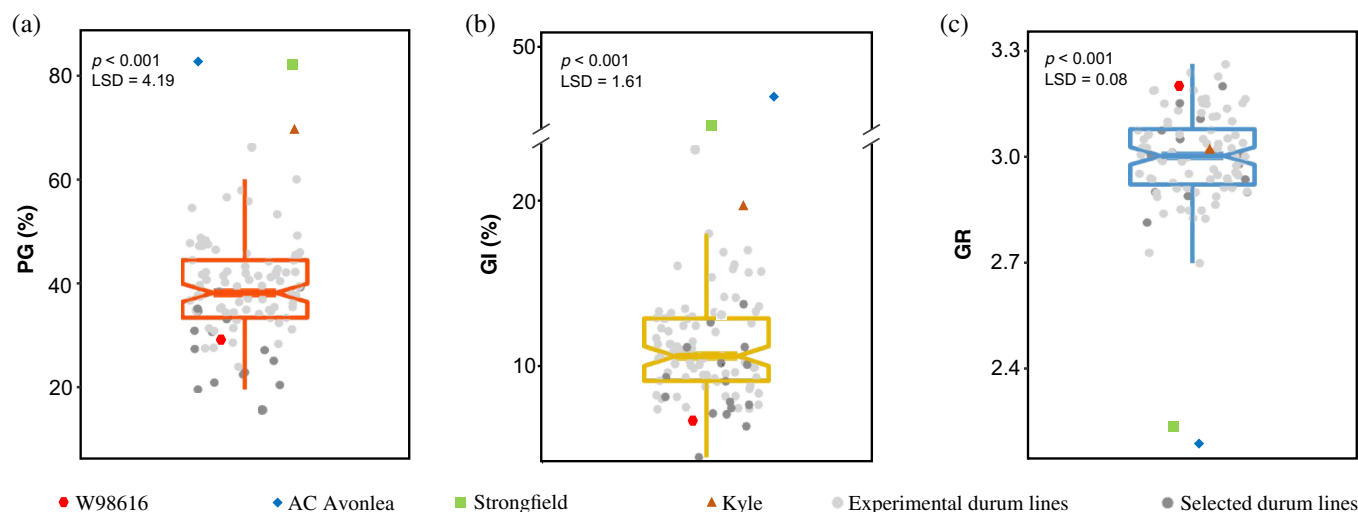 (a)
p < 0.001
LSD = 4.19
PG (%)
80
60
40
20
(b)
p < 0.001
LSD = 1.61
GI (%)
50
20
10
(c)
p < 0.001
LSD = 0.08
GR
3.3
3.0
2.7
2.4
W98616 AC Avonlea Strongfield Kyle Experimental durum lines Selected durum lines